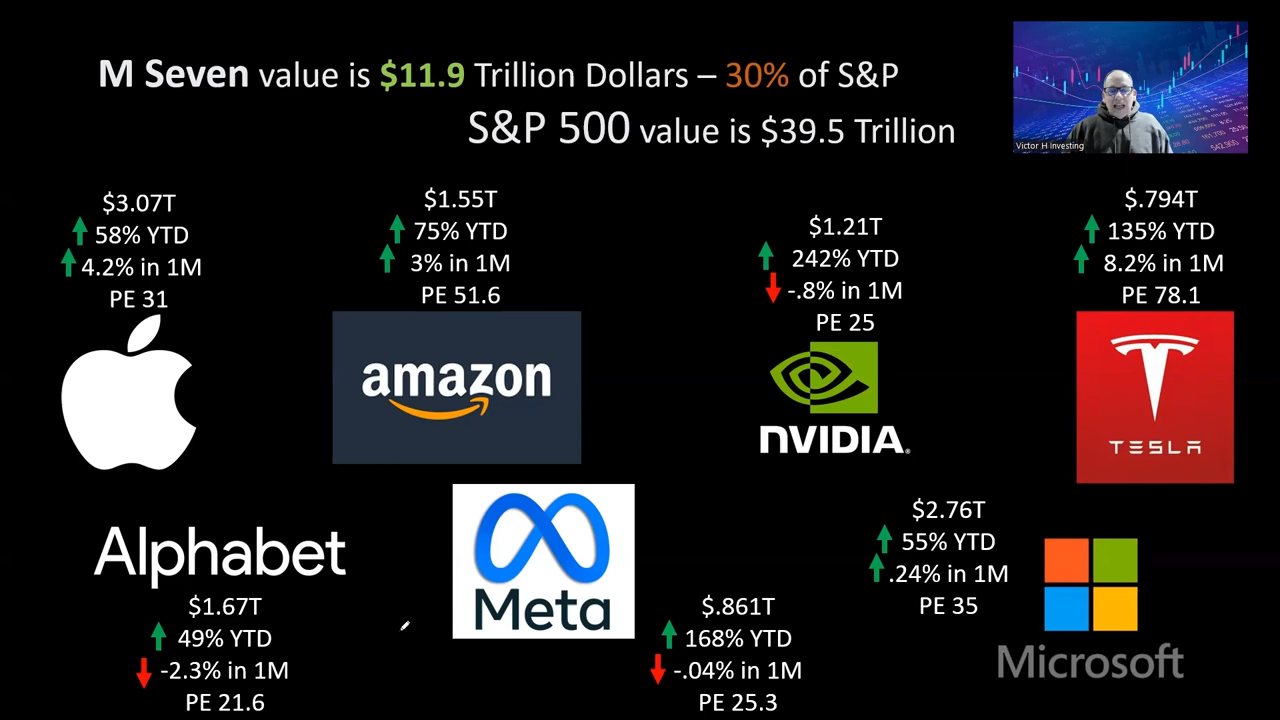 M Seven value is $11.9 Trillion Dollars – 30% of S&P
S&P 500 value is $39.5 Trillion
Victor H Investing
$3.07T
58% YTD
4.2% in 1M
PE 31
$1.55T
75% YTD
3% in 1M
PE 51.6
amazon
$1.21T
242% YTD
-.8% in 1M
PE 25
NVIDIA.
$.794T
135% YTD
8.2% in 1M
PE 78.1
TESLA
Alphabet
$1.67T
49% YTD
-2.3% in 1M
PE 21.6
Meta
$.861T
168% YTD
-.04% in 1M
PE 25.3
$2.76T
55% YTD
.24% in 1M
PE 35
Microsoft